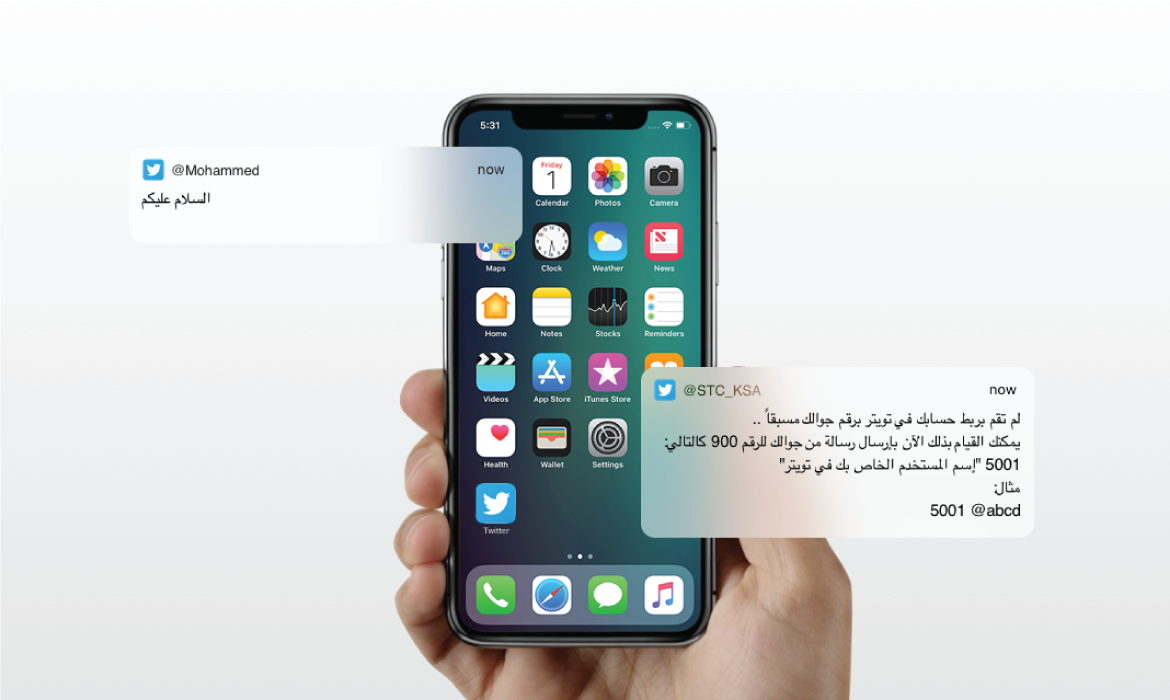 5:31
@Mohammed
now
السلام عليكم
Friday
1
Calendar
Photos
Camera
Maps
Clock
Weather
News
Home
Notes
Stocks
Reminders
Videos
App Store
iTunes Store
Health
Wallet
Settings
Twitter
@STC_KSA
now
لم تقم بربط حسابك في تويتر برقم جوالك مسبقاً ..
يمكنك القيام بذلك الآن بإرسال رسالة من جوالك للرقم 900 كالتالي:
5001 "إسم المستخدم الخاص بك في تويتر"
مثال:
5001 @abcd